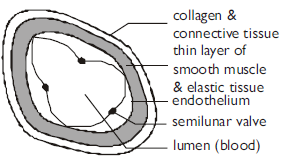 collagen &
connective tissue
thin layer of
smooth muscle
& elastic tissue
endothelium
semilunar valve
lumen (blood)